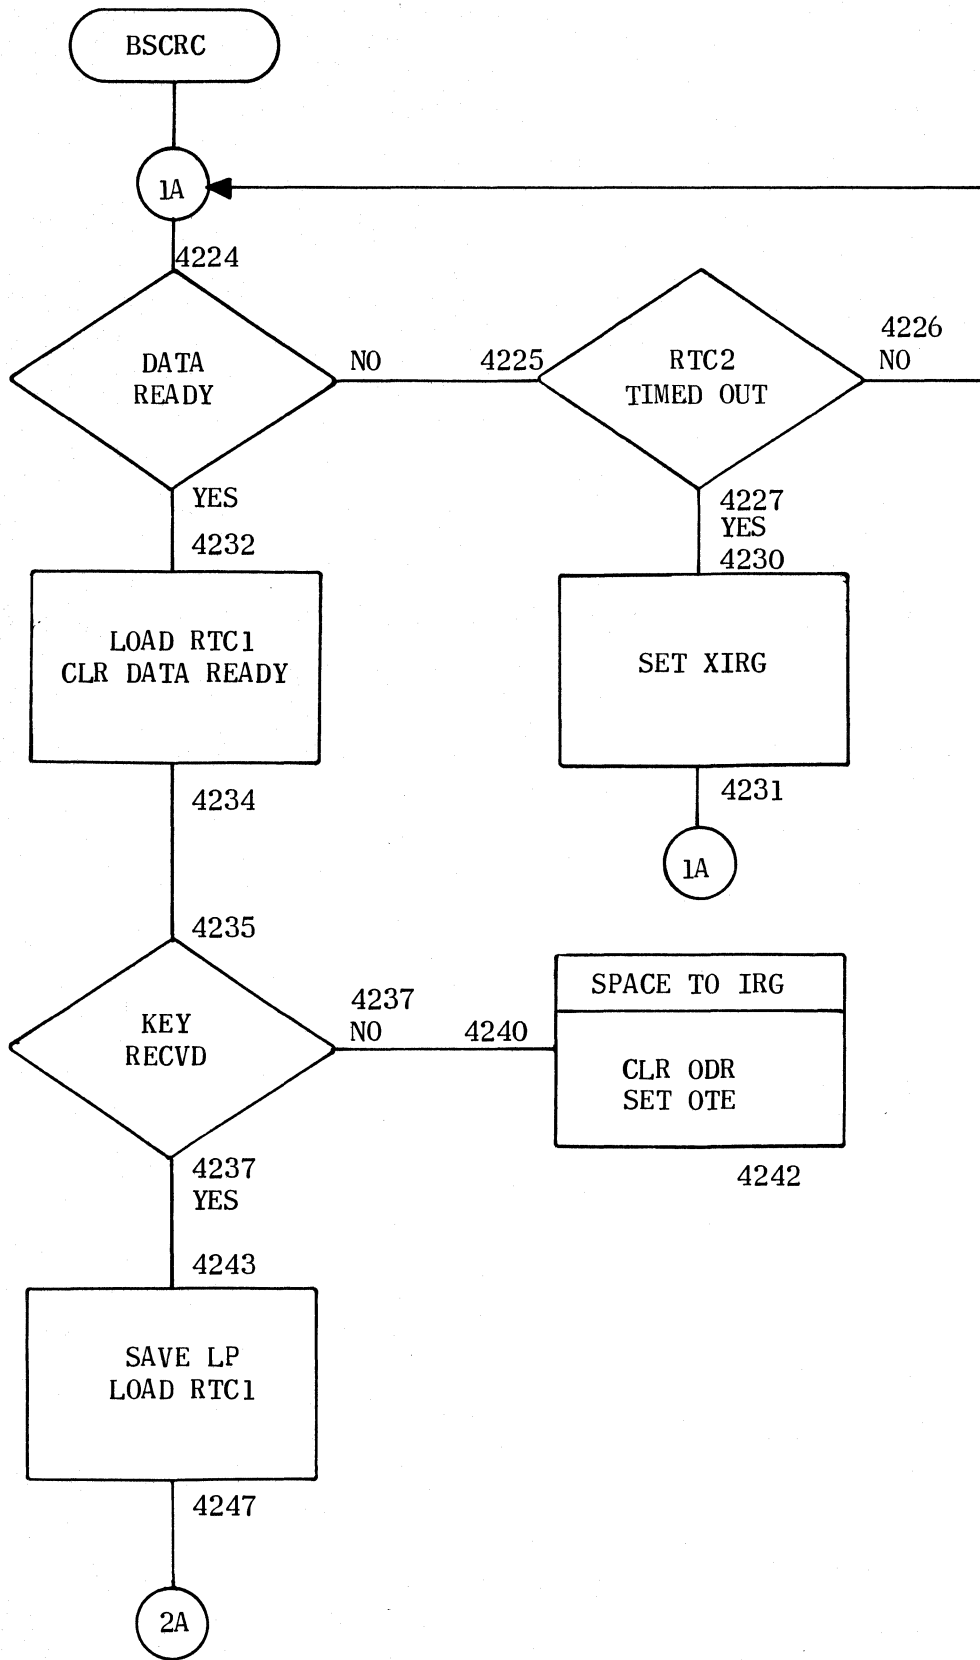 BSCRC
1A
4224
DATA
READY
NO
4225
RTC2
TIMED OUT
4226
NO
YES
4232
4227
YES
4230
LOAD RTC1
CLR DATA READY
SET XIRG
4234
4231
1A
4235
KEY
RECVD
4237
NO
4240
SPACE TO IRG
CLR ODR
SET OTE
4242
4237
YES
4243
SAVE LP
LOAD RTC1
4247
2A